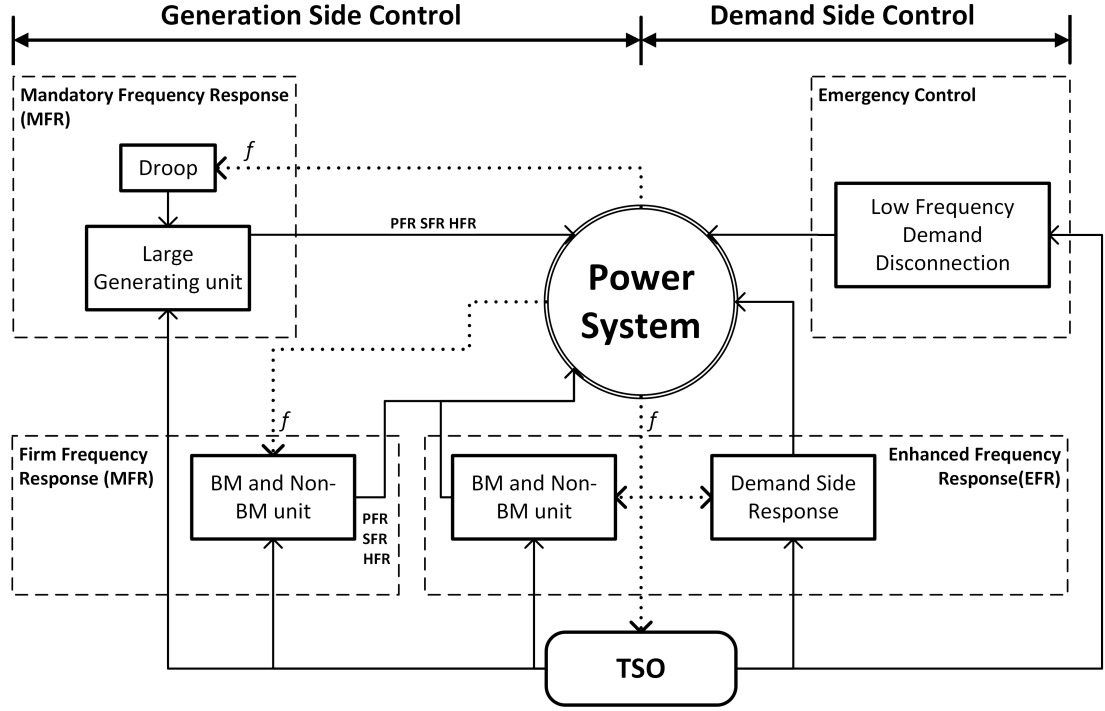 Generation Side Control
Demand Side Control
Mandatory Frequency Response
(MFR)
Emergency Control
f
Droop
PFR SFR HFR
Large
Generating unit
Low Frequency
Demand
Disconnection
Power
System
f
f
Firm Frequency
Response (MFR)
BM and Non-
BM unit
PFR
SFR
HFR
BM and Non-
BM unit
Demand Side
Response
Enhanced Frequency
Response(EFR)
TSO